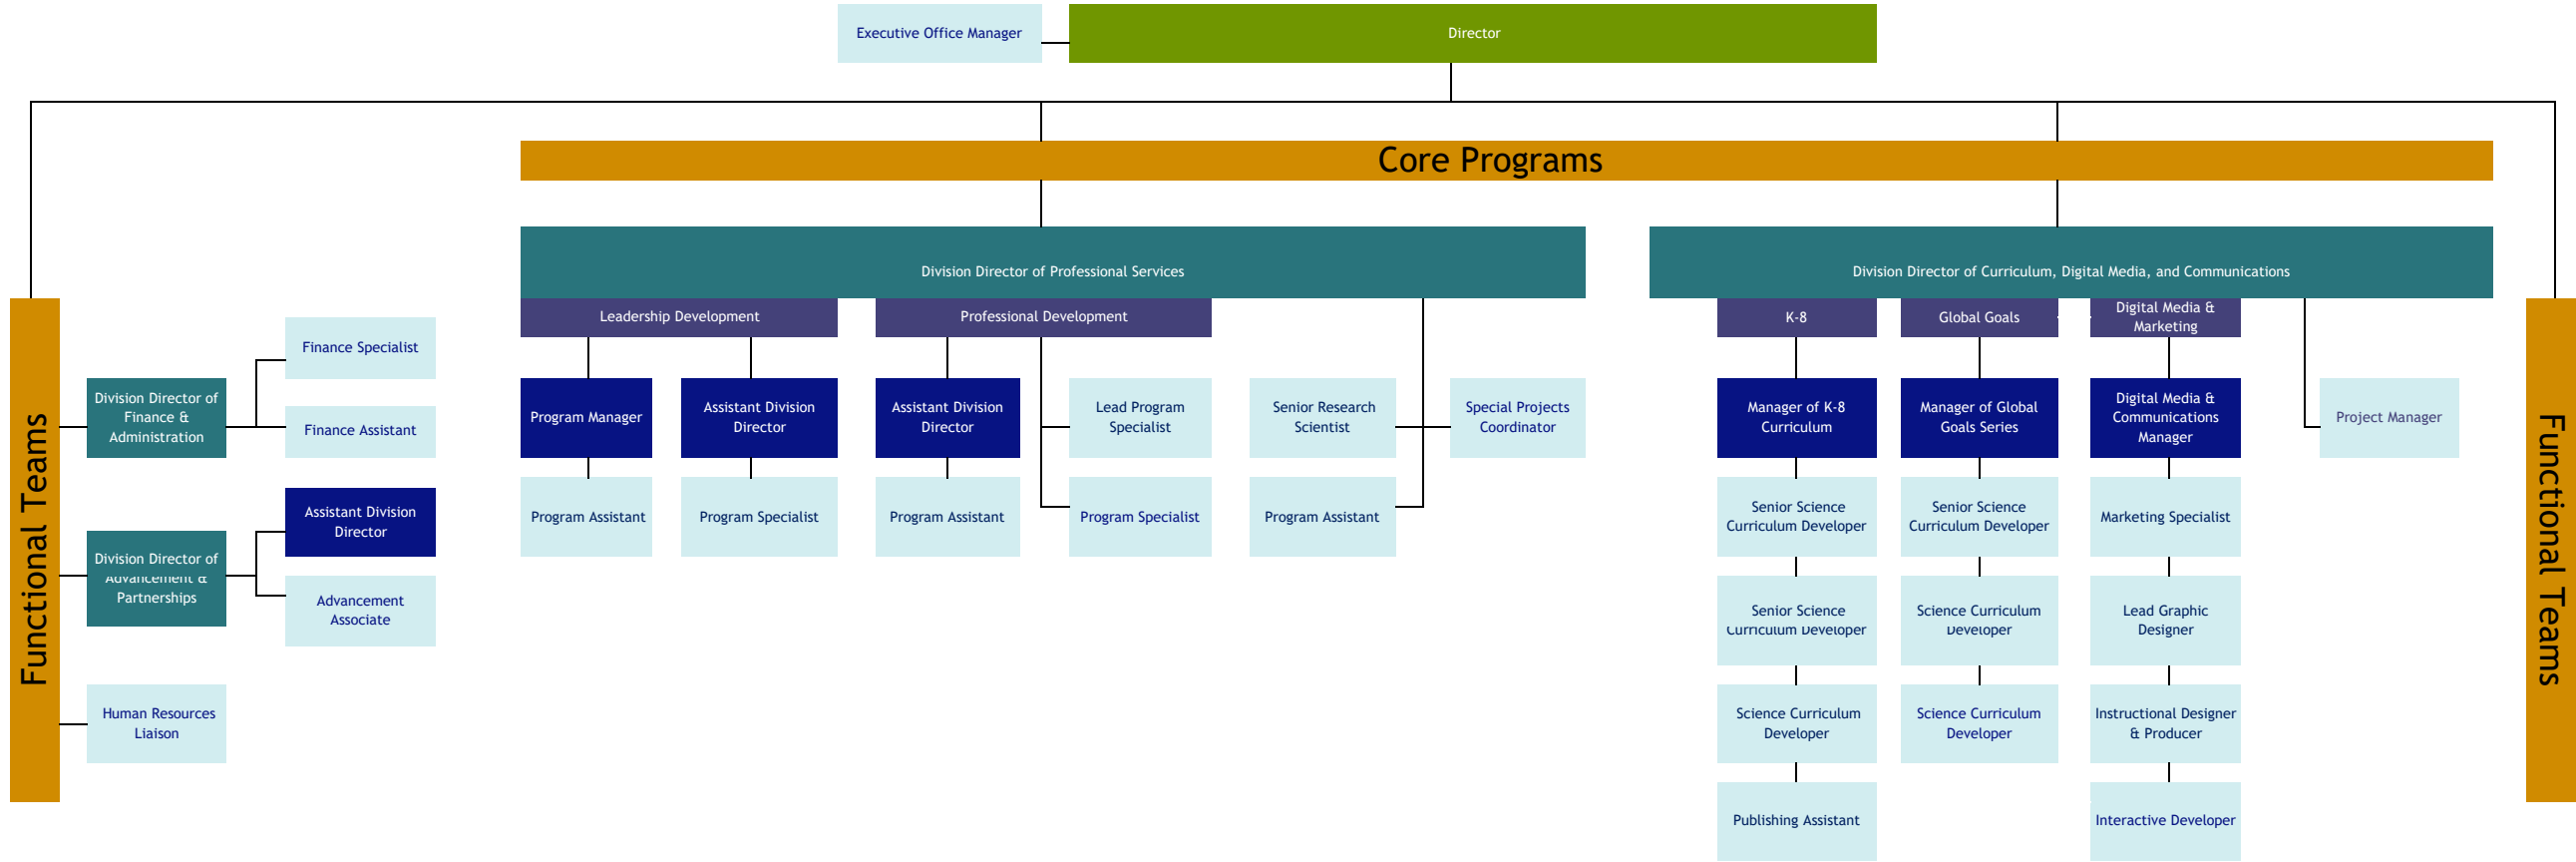 Executive Office Manager
Director
Core Programs
Division Director of Professional Services
Division Director of Curriculum, Digital Media, and Communications
Leadership Development
Professional Development
K-8
Global Goals
Digital Media &
Marketing
Functional Teams
Finance Specialist
Division Director of
Finance &
Administration
Finance Assistant
Assistant Division
Director
Division Director of
Advancement &
Partnerships
Advancement
Associate
Human Resources
Liaison
Program Manager
Assistant Division
Director
Assistant Division
Director
Lead Program
Specialist
Senior Research
Scientist
Special Projects
Coordinator
Program Assistant
Program Specialist
Program Assistant
Program Specialist
Program Assistant
Manager of K-8
Curriculum
Manager of Global
Goals Series
Digital Media &
Communications
Manager
Project Manager
Senior Science
Curriculum Developer
Senior Science
Curriculum Developer
Marketing Specialist
Senior Science
Curriculum Developer
Science Curriculum
Developer
Lead Graphic
Designer
Science Curriculum
Developer
Science Curriculum
Developer
Instructional Designer
& Producer
Publishing Assistant
Interactive Developer
Functional Teams